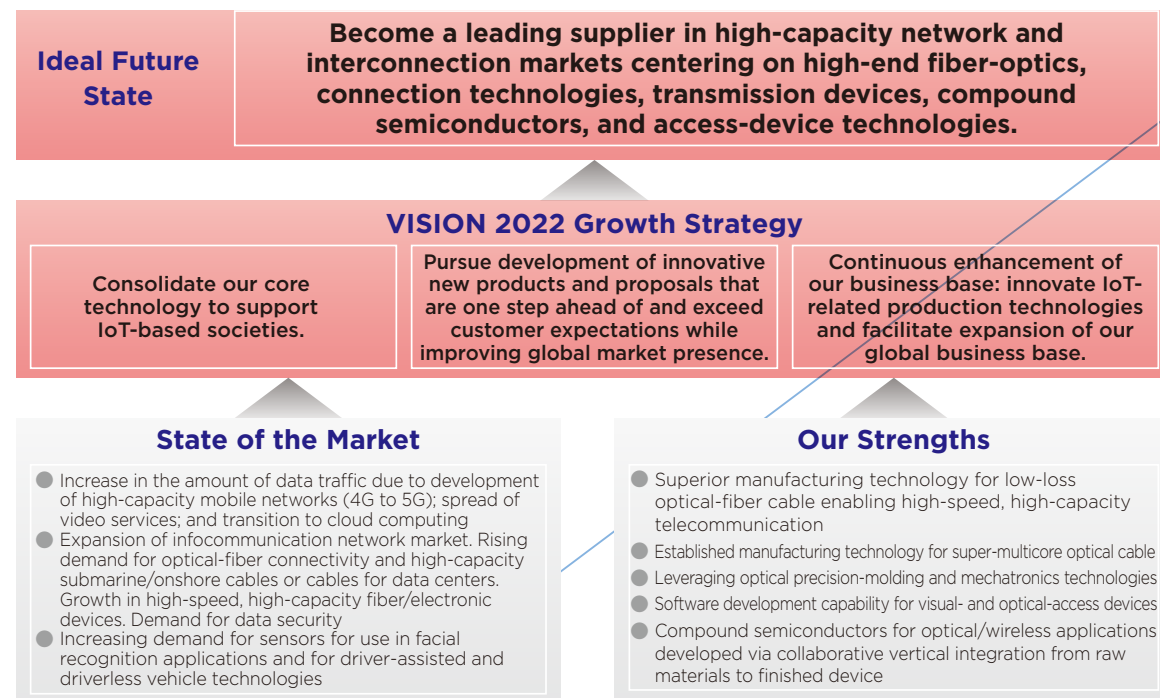 Ideal Future
State
Become a leading supplier in high-capacity network and
interconnection markets centering on high-end fiber-optics,
connection technologies, transmission devices, compound
semiconductors, and access-device technologies.
VISION 2022 Growth Strategy
Consolidate our core
technology to support
IoT-based societies.
Pursue development of innovative
new products and proposals that
are one step ahead of and exceed
customer expectations while
improving global market presence.
Continuous enhancement of
our business base: innovate IoT-
related production technologies
and facilitate expansion of our
global business base.
State of the Market
● Increase in the amount of data traffic due to development
of high-capacity mobile networks (4G to 5G); spread of
video services; and transition to cloud computing
● Expansion of infocommunication network market. Rising
demand for optical-fiber connectivity and high-capacity
submarine/onshore cables or cables for data centers.
Growth in high-speed, high-capacity fiber/electronic
devices. Demand for data security
● Increasing demand for sensors for use in facial
recognition applications and for driver-assisted and
driverless vehicle technologies
Our Strengths
● Superior manufacturing technology for low-loss
optical-fiber cable enabling high-speed, high-capacity
telecommunication
● Established manufacturing technology for super-multicore optical cable
● Leveraging optical precision-molding and mechatronics technologies
● Software development capability for visual- and optical-access devices
● Compound semiconductors for optical/wireless applications
developed via collaborative vertical integration from raw
materials to finished device